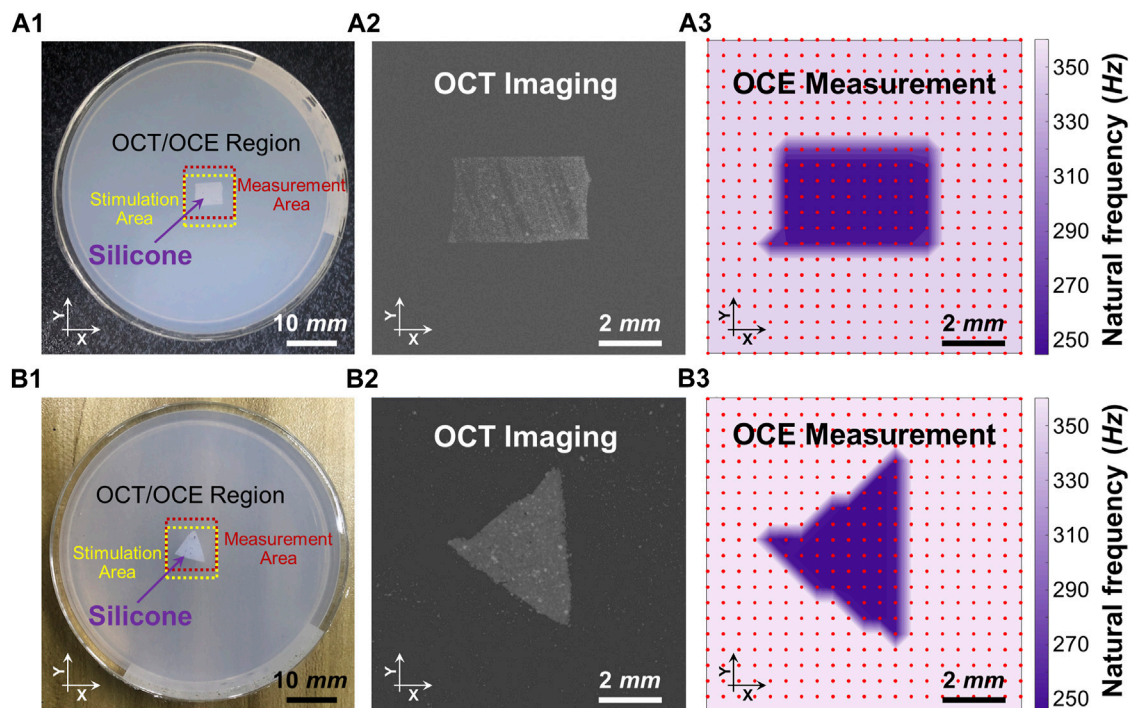 A1
OCT/OCE Region
Stimulation
Area
Measurement
Area
Silicone
Y
X
10 mm
A2
OCT Imaging
Y
X
2 mm
A3
OCE Measurement
Y
X
2 mm
350
330
310
290
270
250
Natural frequency (Hz)
B1
OCT/OCE Region
Stimulation
Area
Measurement
Area
Silicone
Y
X
10 mm
B2
OCT Imaging
Y
X
2 mm
B3
OCE Measurement
Y
X
2 mm
350
330
310
290
270
250
Natural frequency (Hz)